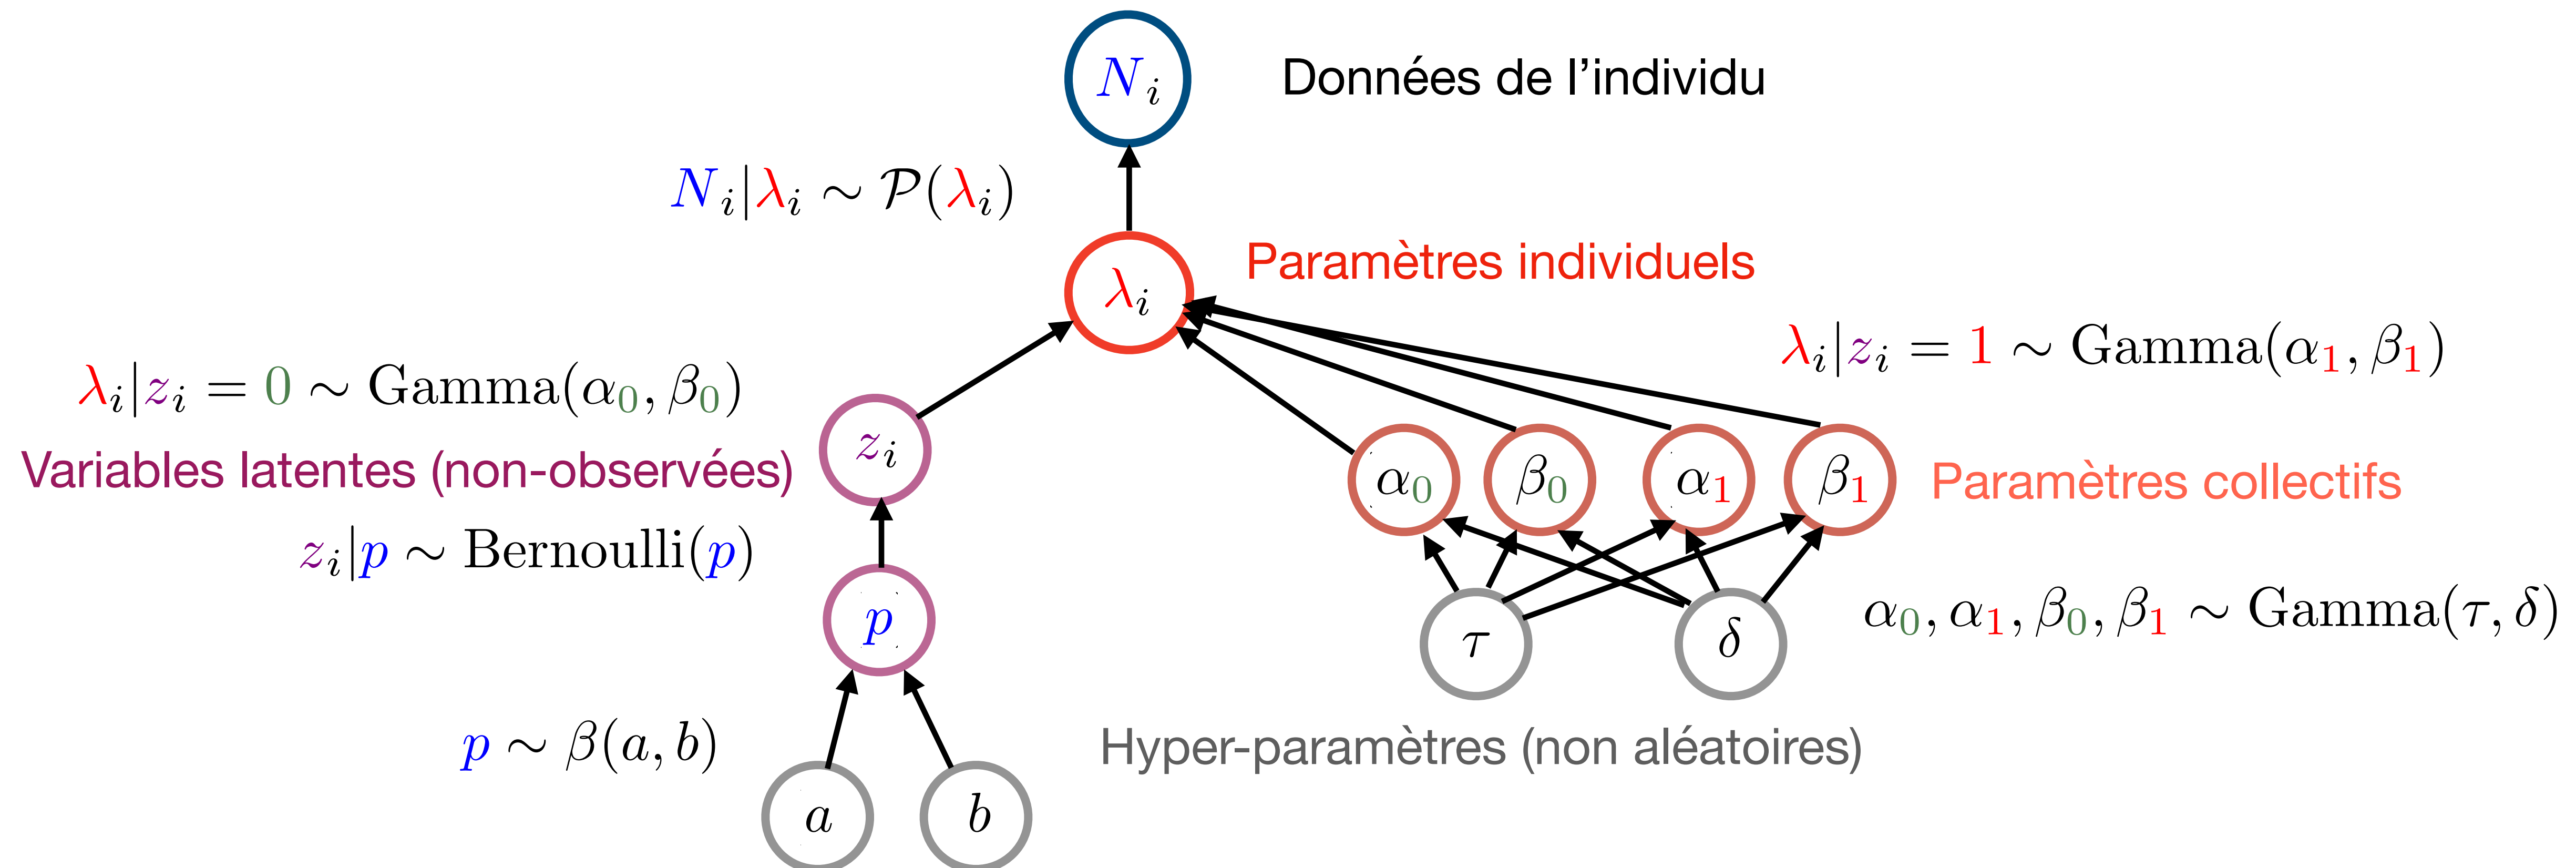 N_i
Données de l'individu
N_i|λ_i ∼ 𝒫(λ_i)
Paramètres individuels
λ_i
λ_i|z_i = 1 ∼ Gamma(α_1, β_1)
λ_i|z_i = 0 ∼ Gamma(α_0, β_0)
z_i
Variables latentes (non-observées)
α_0
β_0
α_1
β_1
Paramètres collectifs
z_i|p ∼ Bernoulli(p)
p
τ
δ
α_0, α_1, β_0, β_1 ∼ Gamma(τ, δ)
p ∼ β(a, b)
Hyper-paramètres (non aléatoires)
a
b